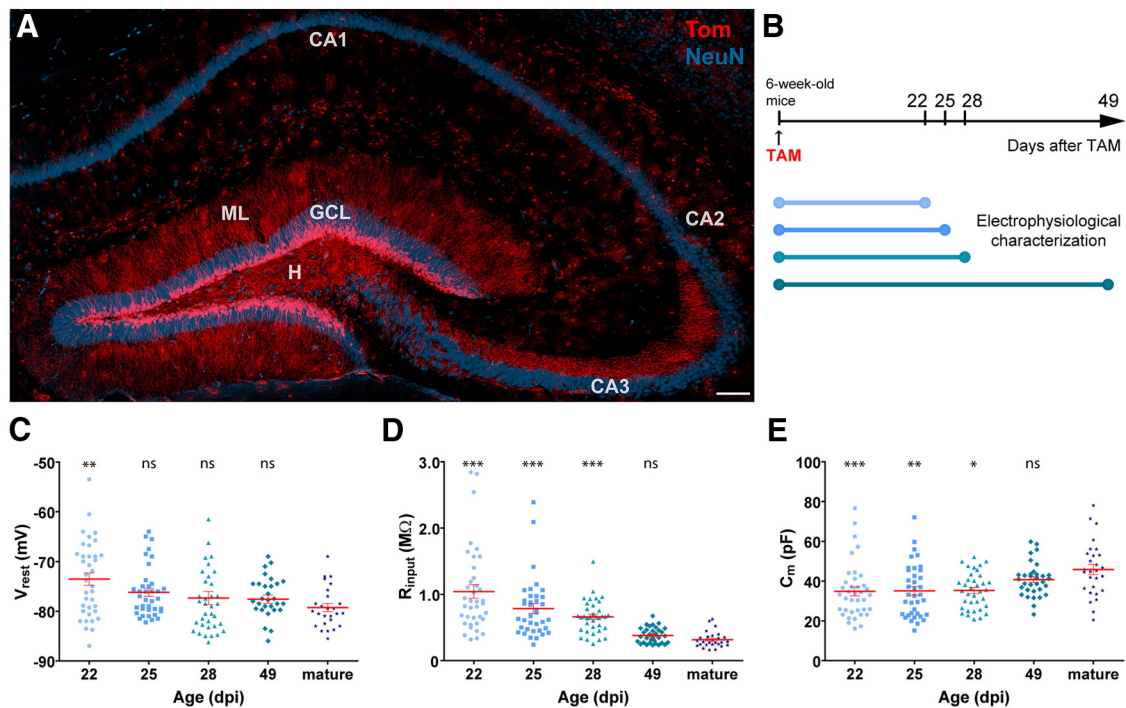 A
CA1
Tom
NeuN
ML
GCL
H
CA2
CA3
B
6-week-old
mice
22 25 28 49
TAM
Days after TAM
Electrophysiological
characterization
C
** ns ns ns
-50
-60
-70
-80
-90
Vrest (mV)
22 25 28 49 mature
Age (dpi)
D
*** *** *** ns
3.0
2.0
1.0
0
Rinput (MΩ)
22 25 28 49 mature
Age (dpi)
E
*** ** * ns
100
80
60
40
20
0
Cm (pF)
22 25 28 49 mature
Age (dpi)